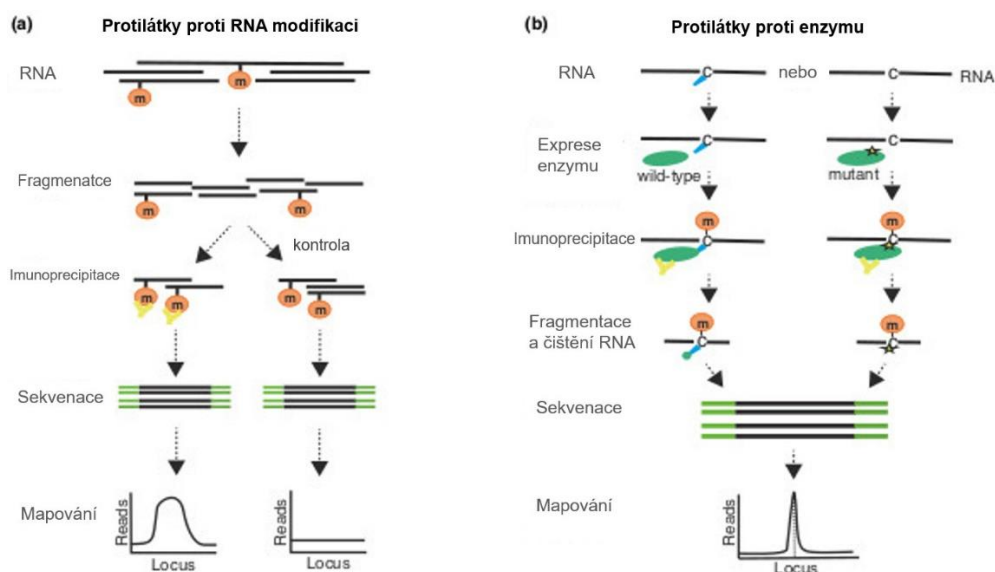 (a) Protilátky proti RNA modifikaci
RNA
m
m
Fragmenatce
m
m
kontrola
Imunoprecipitace
m
m
m
m
Sekvenace
Mapování
Reads
Locus
Reads
Locus
(b) Protilátky proti enzymu
RNA
C
nebo
C
RNA
Exprese
enzymu
C
wild-type
C
mutant
Imunoprecipitace
m
C
m
C
Fragmentace
a čištění RNA
m
C
m
C
Sekvenace
Mapování
Reads
Locus